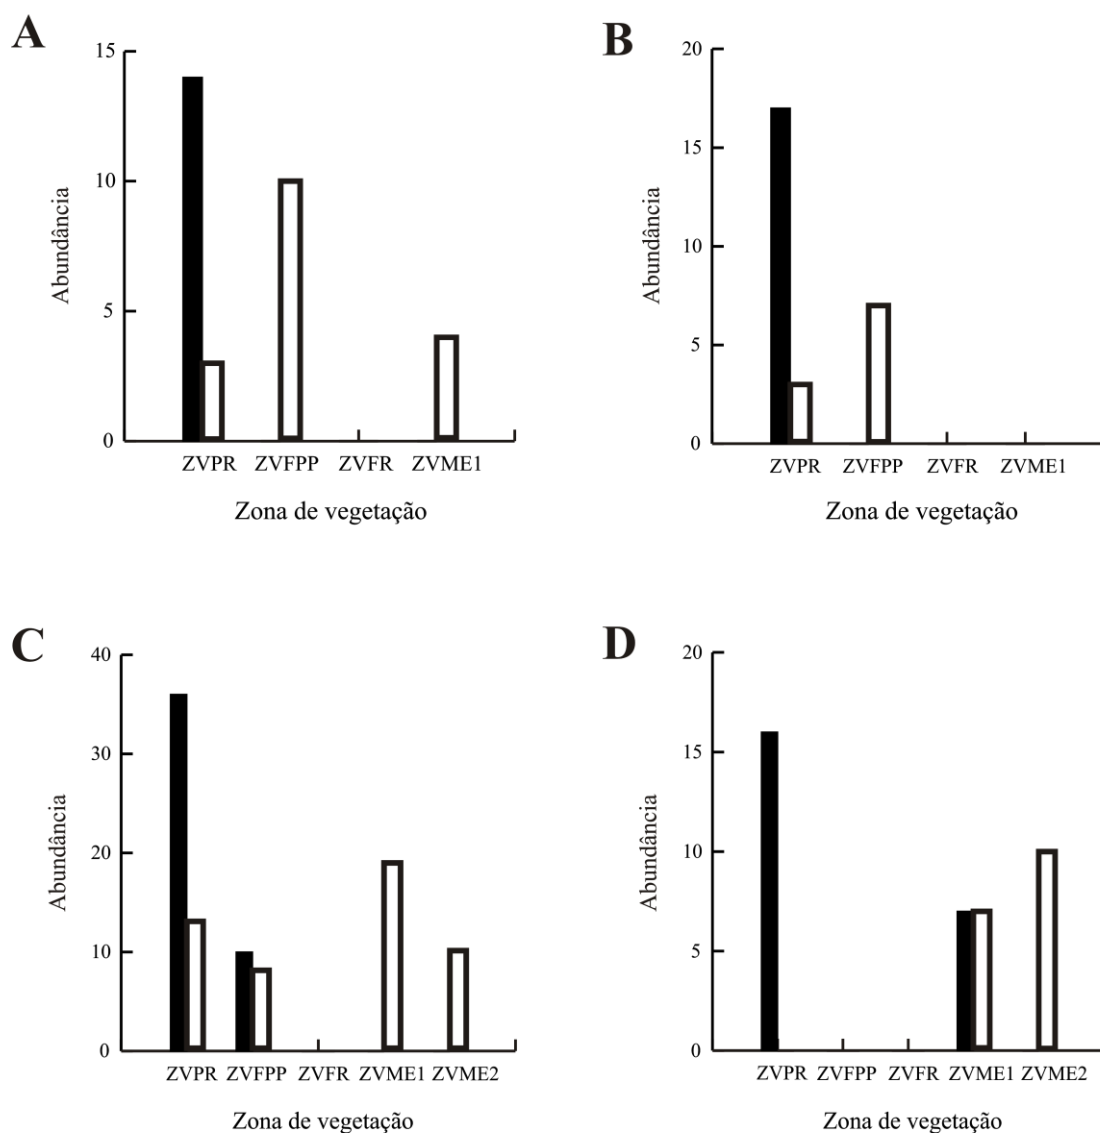 A
15
10
5
0
Abundância
ZVPR ZVFPP ZVFR ZVME1
Zona de vegetação
B
20
15
10
5
0
Abundância
ZVPR ZVFPP ZVFR ZVME1
Zona de vegetação
C
40
30
20
10
0
Abundância
ZVPR ZVFPP ZVFR ZVME1 ZVME2
Zona de vegetação
D
20
15
10
5
0
Abundância
ZVPR ZVFPP ZVFR ZVME1 ZVME2
Zona de vegetação